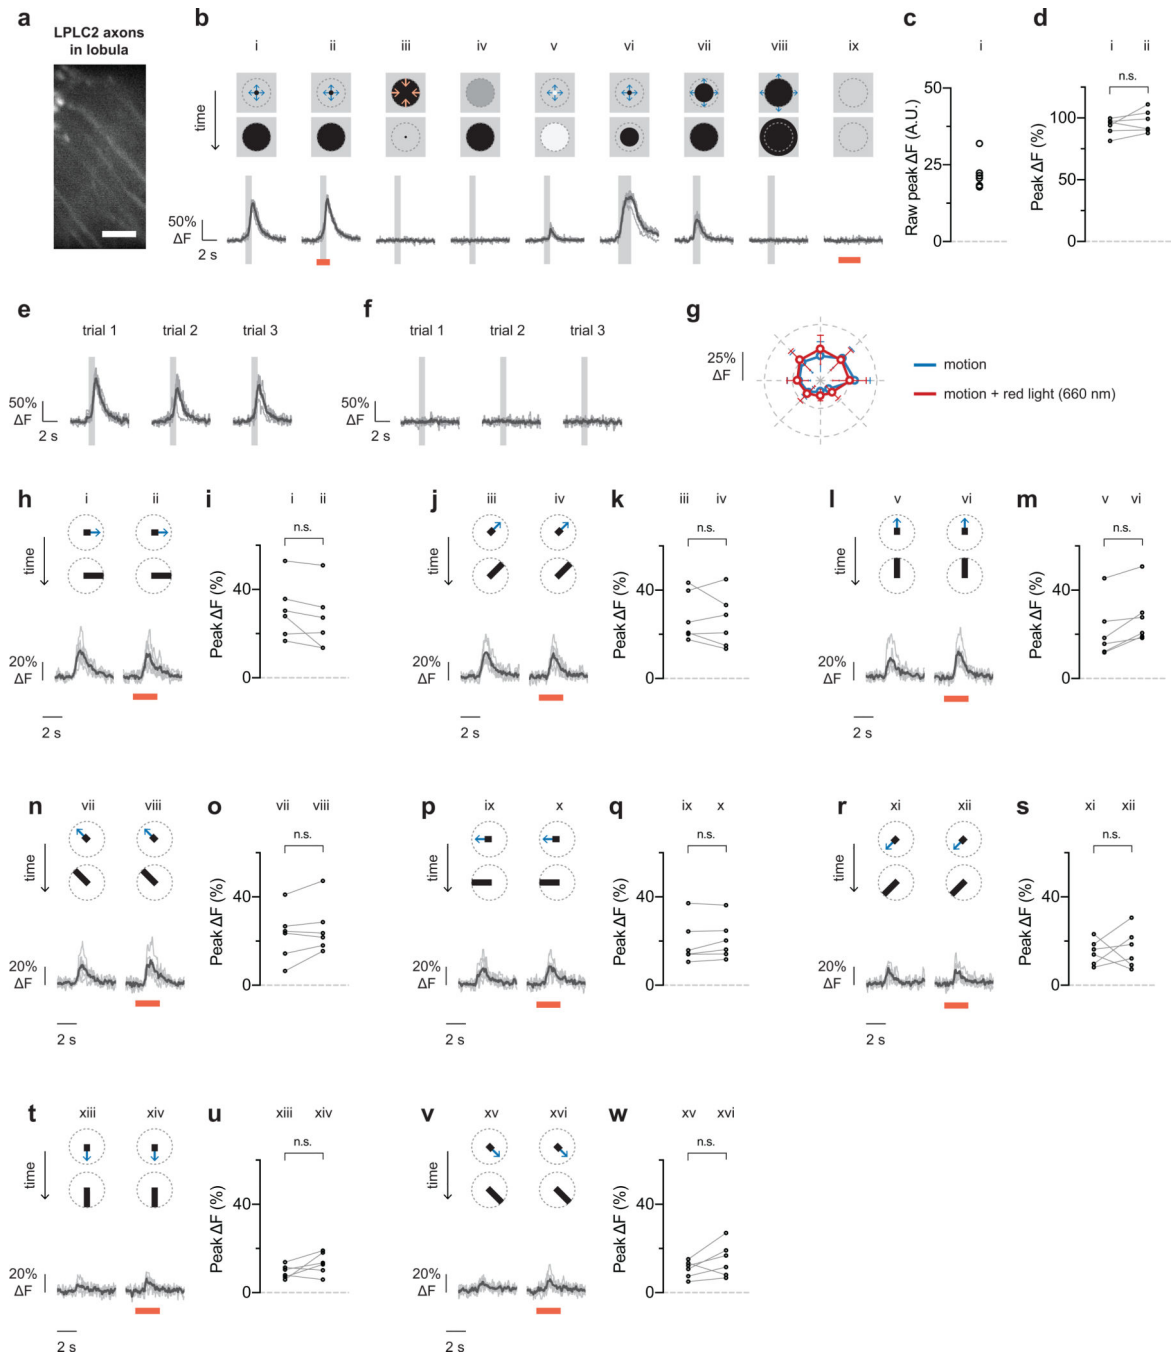 a
LPLC2 axons
in lobula
b
i
ii
iii
iv
v
vi
vii
viii
ix
time
50%
ΔF
2 s
c
i
Raw peak ΔF (A.U.)
50
25
0
d
i
ii
n.s.
Peak ΔF (%)
100
50
0
e
trial 1
trial 2
trial 3
50%
ΔF
2 s
f
trial 1
trial 2
trial 3
50%
ΔF
2 s
g
25%
ΔF
motion
motion + red light (660 nm)
h
i
ii
time
20%
ΔF
2 s
i
i
ii
n.s.
Peak ΔF (%)
40
0
j
iii
iv
time
20%
ΔF
2 s
k
iii
iv
n.s.
Peak ΔF (%)
40
0
l
v
vi
time
20%
ΔF
2 s
m
v
vi
n.s.
Peak ΔF (%)
40
0
n
vii
viii
time
20%
ΔF
2 s
o
vii
viii
n.s.
Peak ΔF (%)
40
0
p
ix
x
time
20%
ΔF
2 s
q
ix
x
n.s.
Peak ΔF (%)
40
0
r
xi
xii
time
20%
ΔF
2 s
s
xi
xii
n.s.
Peak ΔF (%)
40
0
t
xiii
xiv
time
20%
ΔF
2 s
u
xiii
xiv
n.s.
Peak ΔF (%)
40
0
v
xv
xvi
time
20%
ΔF
2 s
w
xv
xvi
n.s.
Peak ΔF (%)
40
0